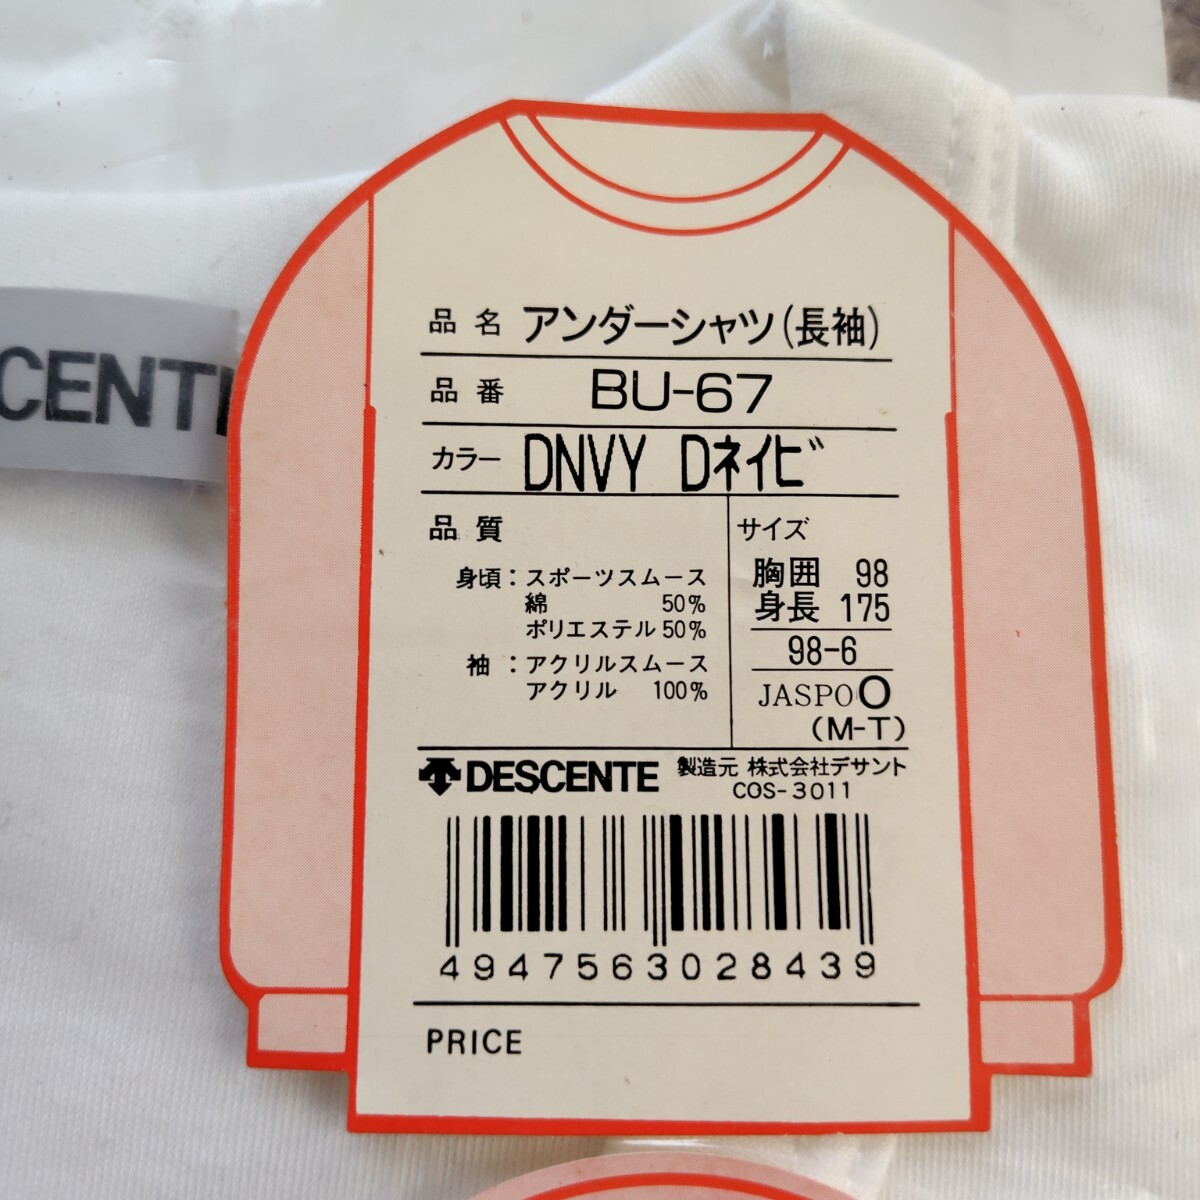 CENTE
品名 アンダーシャツ(長袖)
品番 BU-67
カラー DNVY Dネイビ
品質
身頃：スポーツスムース
綿 50%
ポリエステル 50%
袖：アクリルスムース
アクリル 100%
サイズ
胸囲 98
身長 175
98-6
JASPO O
(M-T)
DESCENTE 製造元 株式会社デサント
COS-3011
4947563028439
PRICE